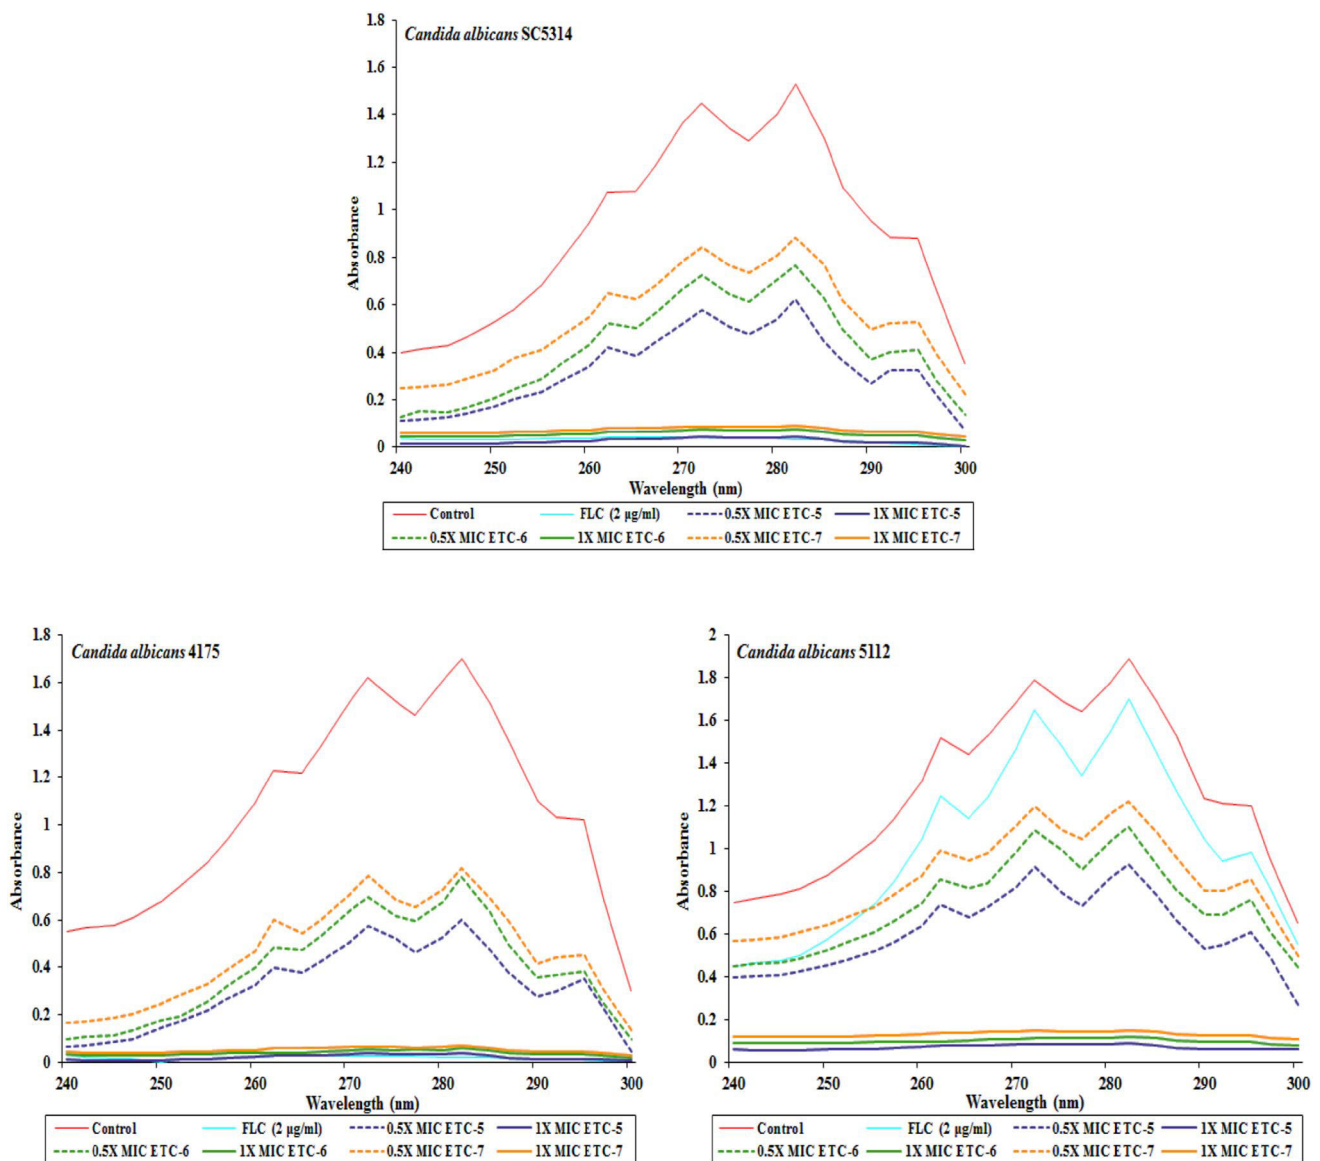 Candida albicans SC5314
1.8
1.6
1.4
1.2
1
0.8
0.6
0.4
0.2
0
Absorbance
240 250 260 270 280 290 300
Wavelength (nm)
Control FLC (2 µg/ml) 0.5X MIC ETC-5 1X MIC ETC-5
0.5X MIC ETC-6 1X MIC ETC-6 0.5X MIC ETC-7 1X MIC ETC-7
Candida albicans 4175
1.8
1.6
1.4
1.2
1
0.8
0.6
0.4
0.2
0
Absorbance
240 250 260 270 280 290 300
Wavelength (nm)
Control FLC (2 µg/ml) 0.5X MIC ETC-5 1X MIC ETC-5
0.5X MIC ETC-6 1X MIC ETC-6 0.5X MIC ETC-7 1X MIC ETC-7
Candida albicans 5112
2
1.8
1.6
1.4
1.2
1
0.8
0.6
0.4
0.2
0
Absorbance
240 250 260 270 280 290 300
Wavelength (nm)
Control FLC (2 µg/ml) 0.5X MIC ETC-5 1X MIC ETC-5
0.5X MIC ETC-6 1X MIC ETC-6 0.5X MIC ETC-7 1X MIC ETC-7